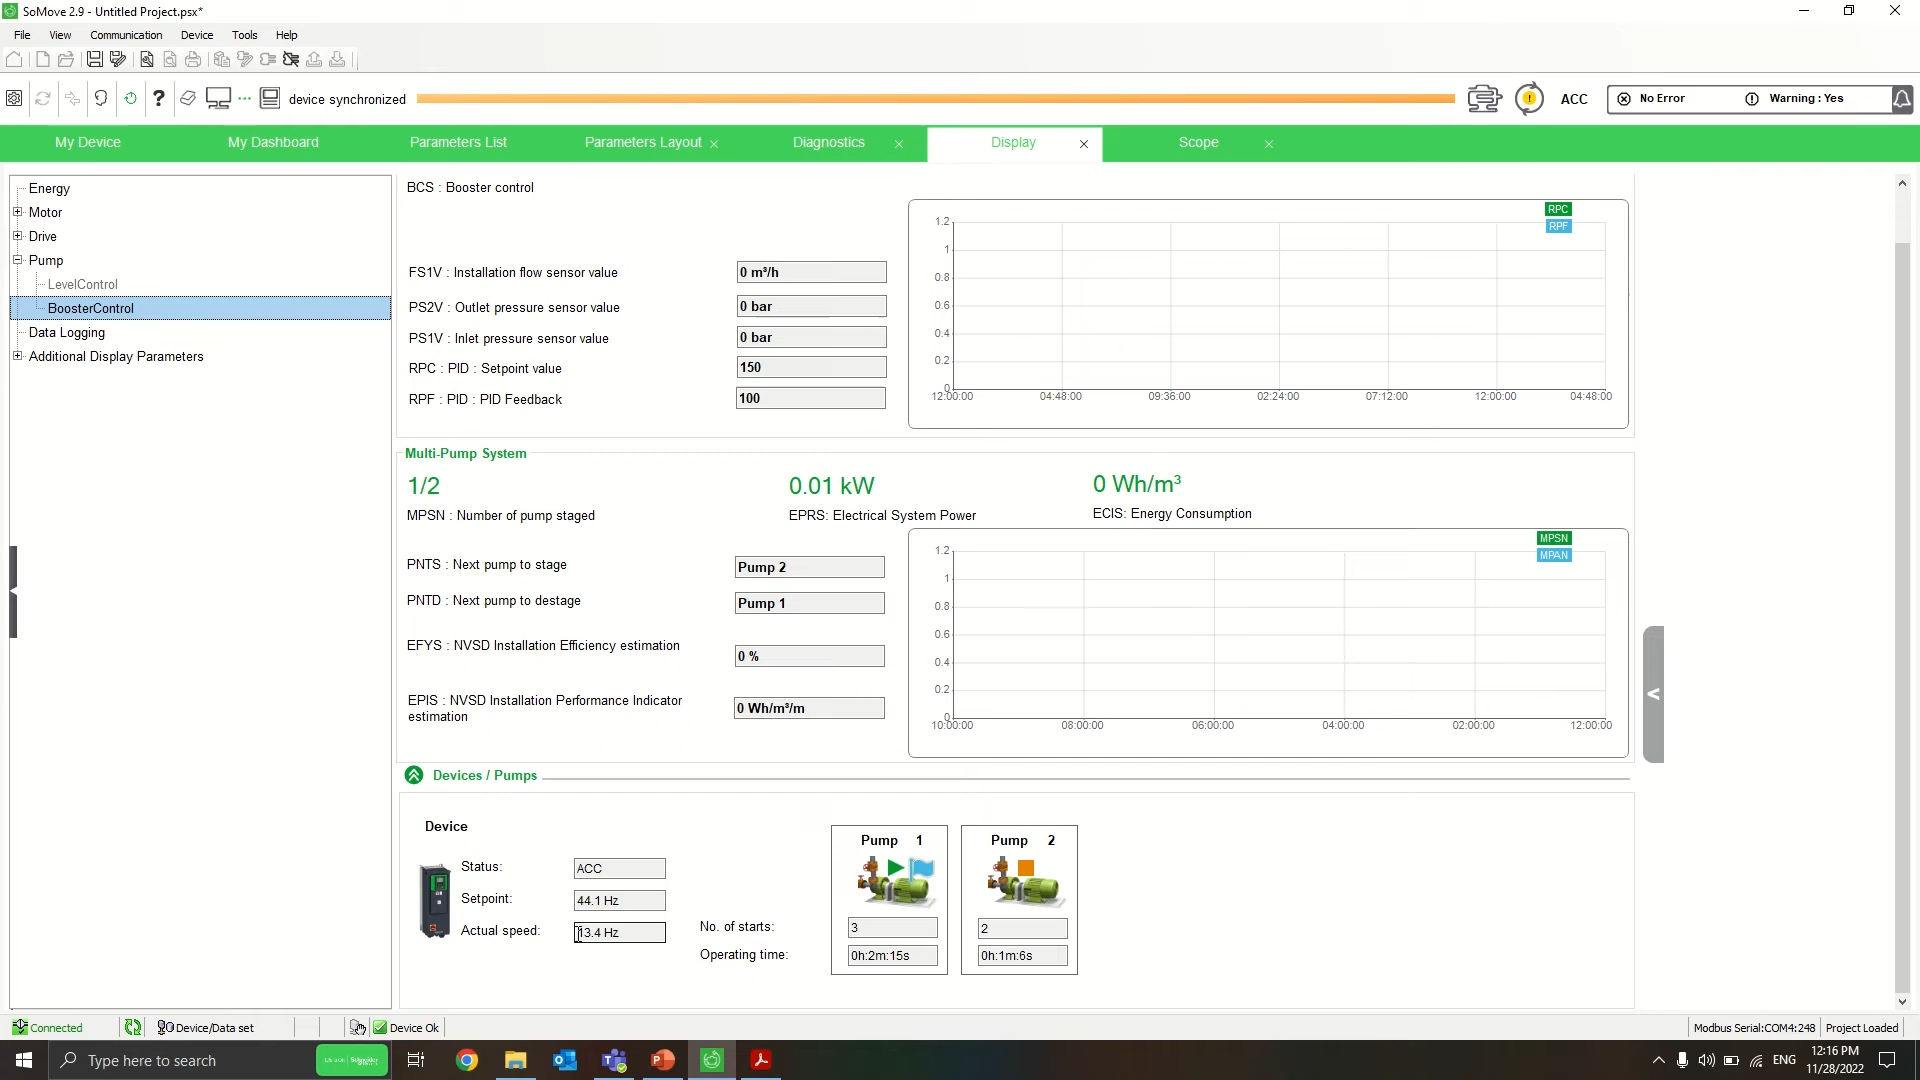 SoMove 2.9 - Untitled Project.psx*
File View Communication Device Tools Help
device synchronized ACC No Error Warning : Yes
My Device My Dashboard Parameters List Parameters Layout Diagnostics Display Scope
Energy
Motor
Drive
Pump
LevelControl
BoosterControl
Data Logging
Additional Display Parameters
BCS : Booster control
FS1V : Installation flow sensor value 0 m³/h
PS2V : Outlet pressure sensor value 0 bar
PS1V : Inlet pressure sensor value 0 bar
RPC : PID : Setpoint value 150
RPF : PID : PID Feedback 100
RPC
RPF
1.2
1
0.8
0.6
0.4
0.2
0
12:00:00 04:48:00 09:36:00 02:24:00 07:12:00 12:00:00 04:48:00
Multi-Pump System
1/2 0.01 kW 0 Wh/m³
MPSN : Number of pump staged EPRS: Electrical System Power ECIS: Energy Consumption
PNTS : Next pump to stage Pump 2
PNTD : Next pump to destage Pump 1
EFYS : NVSD Installation Efficiency estimation 0 %
EPIS : NVSD Installation Performance Indicator
estimation 0 Wh/m³/m
MPSN
MPAN
1.2
1
0.8
0.6
0.4
0.2
0
10:00:00 08:00:00 06:00:00 04:00:00 02:00:00 12:00:00
Devices / Pumps
Device
Status: ACC
Setpoint: 44.1 Hz
Actual speed: 13.4 Hz
Pump 1 Pump 2
No. of starts: 3 2
Operating time: 0h:2m:15s 0h:1m:6s
Connected Device/Data set Device Ok Modbus Serial:COM4:248 Project Loaded
Type here to search
ENG
12:16 PM
11/28/2022